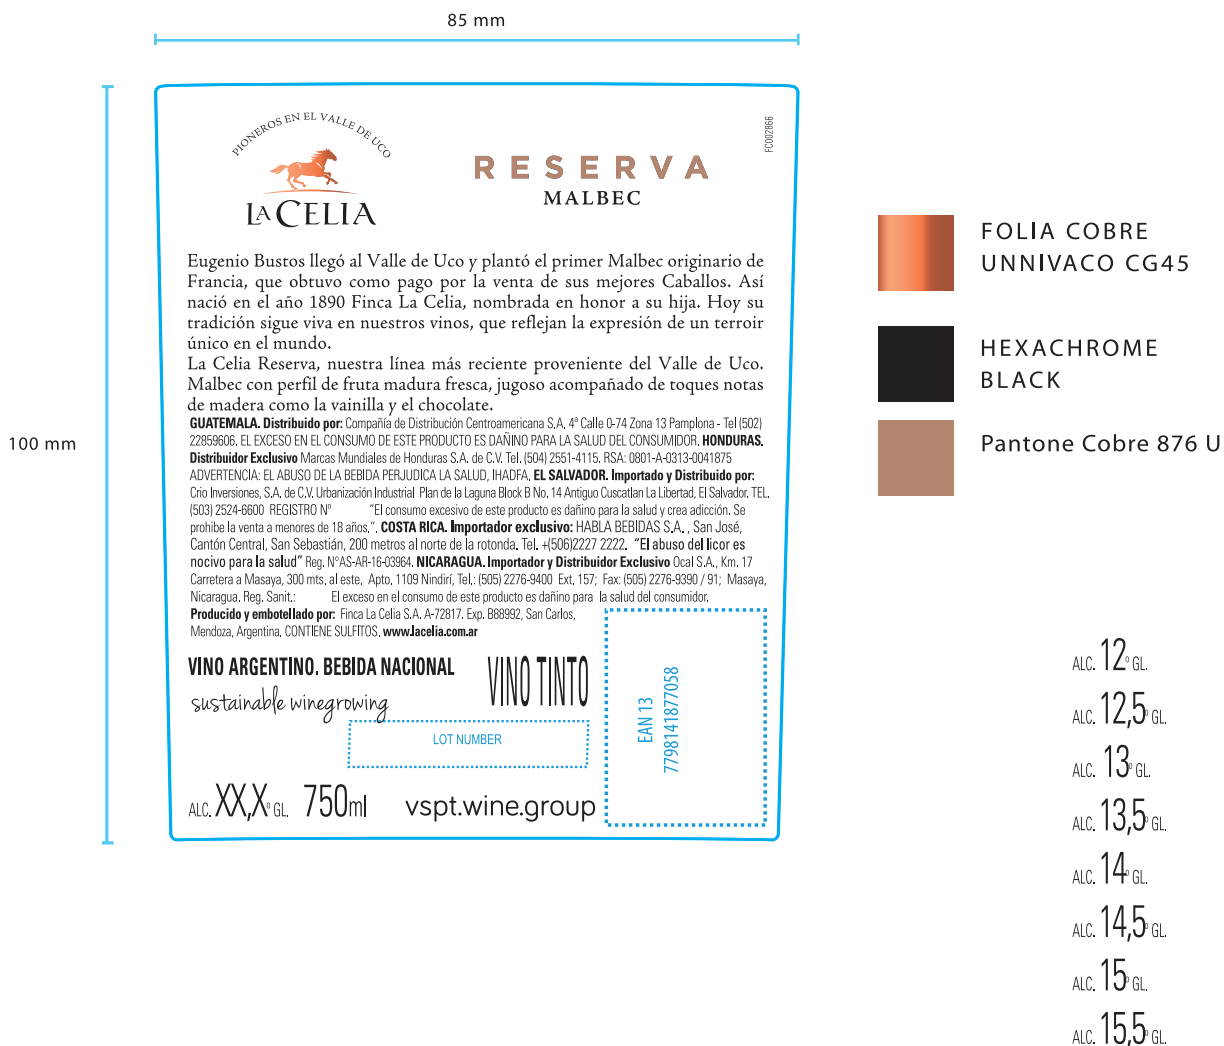 85 mm
100 mm
PIONEROS EN EL VALLE DE UCO
LA CELIA
RESERVA
MALBEC
FC002866
Eugenio Bustos llegó al Valle de Uco y plantó el primer Malbec originario de
Francia, que obtuvo como pago por la venta de sus mejores Caballos. Así
nació en el año 1890 Finca La Celia, nombrada en honor a su hija. Hoy su
tradición sigue viva en nuestros vinos, que reflejan la expresión de un terroir
único en el mundo.
La Celia Reserva, nuestra línea más reciente proveniente del Valle de Uco.
Malbec con perfil de fruta madura fresca, jugoso acompañado de toques notas
de madera como la vainilla y el chocolate.
GUATEMALA. Distribuido por: Compañía de Distribución Centroamericana S.A. 4ª Calle 0-74 Zona 13 Pamplona - Tel (502)
22859606. EL EXCESO EN EL CONSUMO DE ESTE PRODUCTO ES DAÑINO PARA LA SALUD DEL CONSUMIDOR. HONDURAS.
Distribuidor Exclusivo Marcas Mundiales de Honduras S.A. de C.V. Tel. (504) 2551-4115. RSA: 0801-A-0313-0041875
ADVERTENCIA: EL ABUSO DE LA BEBIDA PERJUDICA LA SALUD, IHADFA. EL SALVADOR. Importado y Distribuido por:
Crio Inversiones, S.A. de C.V. Urbanización Industrial Plan de la Laguna Block B No. 14 Antiguo Cuscatlan La Libertad, El Salvador. TEL.
(503) 2524-6600 REGISTRO Nº "El consumo excesivo de este producto es dañino para la salud y crea adicción. Se
prohibe la venta a menores de 18 años.". COSTA RICA. Importador exclusivo: HABLA BEBIDAS S.A. , San José,
Cantón Central, San Sebastián, 200 metros al norte de la rotonda. Tel. +(506)2227 2222. "El abuso del licor es
nocivo para la salud" Reg. N°AS-AR-16-03964. NICARAGUA. Importador y Distribuidor Exclusivo Ocal S.A., Km. 17
Carretera a Masaya, 300 mts. al este. Apto. 1109 Nindirí, Tel.: (505) 2276-9400 Ext. 157; Fax: (505) 2276-9390 / 91; Masaya,
Nicaragua. Reg. Sanit.: El exceso en el consumo de este producto es dañino para la salud del consumidor.
Producido y embotellado por: Finca La Celia S.A. A-72817. Exp. B88992, San Carlos,
Mendoza, Argentina. CONTIENE SULFITOS. www.lacelia.com.ar
VINO ARGENTINO. BEBIDA NACIONAL
sustainable winegrowing
VINO TINTO
LOT NUMBER
EAN 13
7798141877058
ALC. XX,Xº GL. 750ml
vspt.wine.group
FOLIA COBRE
UNNIVACO CG45
HEXACHROME
BLACK
Pantone Cobre 876 U
ALC. 12º GL.
ALC. 12,5º GL.
ALC. 13º GL.
ALC. 13,5º GL.
ALC. 14º GL.
ALC. 14,5º GL.
ALC. 15º GL.
ALC. 15,5º GL.